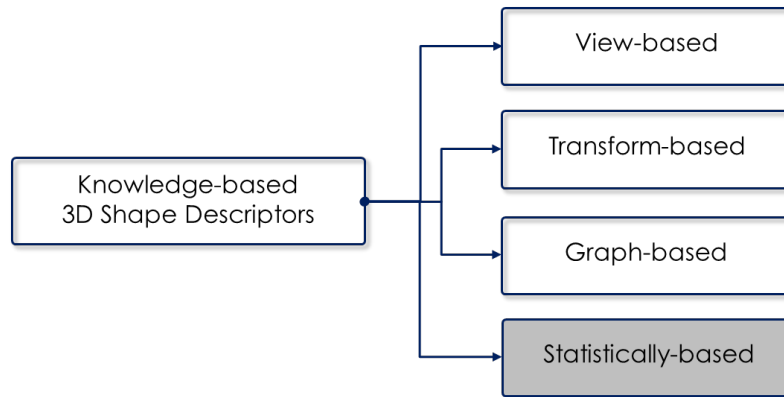 View-based
Transform-based
Knowledge-based
3D Shape Descriptors
Graph-based
Statistically-based